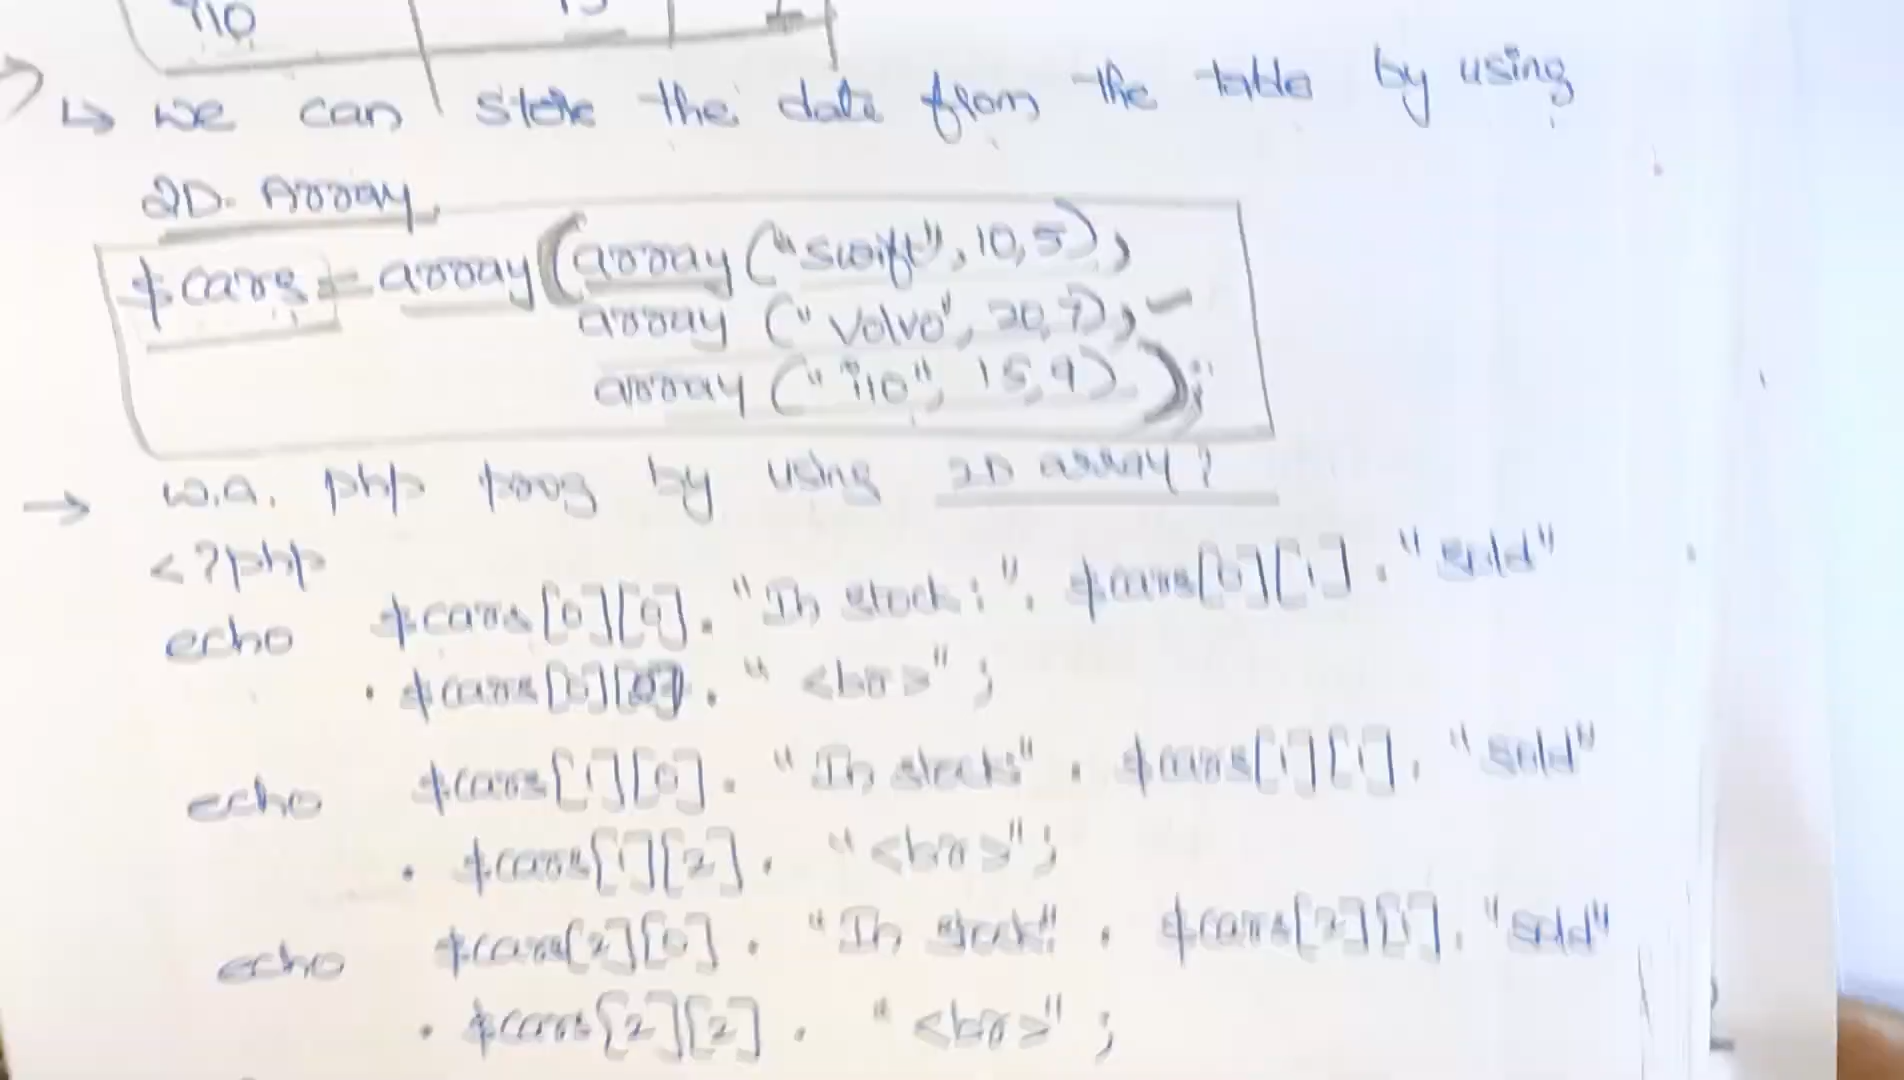 i10 15
↳ we can store the data from the table by using
2D- Array.
$cars = array(array("swift", 10,5),
array ("Volvo", 20,7),
array ("i10", 15,9) );
→ w.a. php prog by using 2D array?
<?php
echo $cars[0][0]. "In stock:". $cars[0][1]. "sold"
. $cars[0][2]. "<br>";
echo $cars[1][0]. "In stock:" . $cars[1][1]. "sold"
. $cars[1][2]. "<br>";
echo $cars[2][0]. "In stock:" . $cars[2][1]. "sold"
. $cars[2][2]. "<br>";